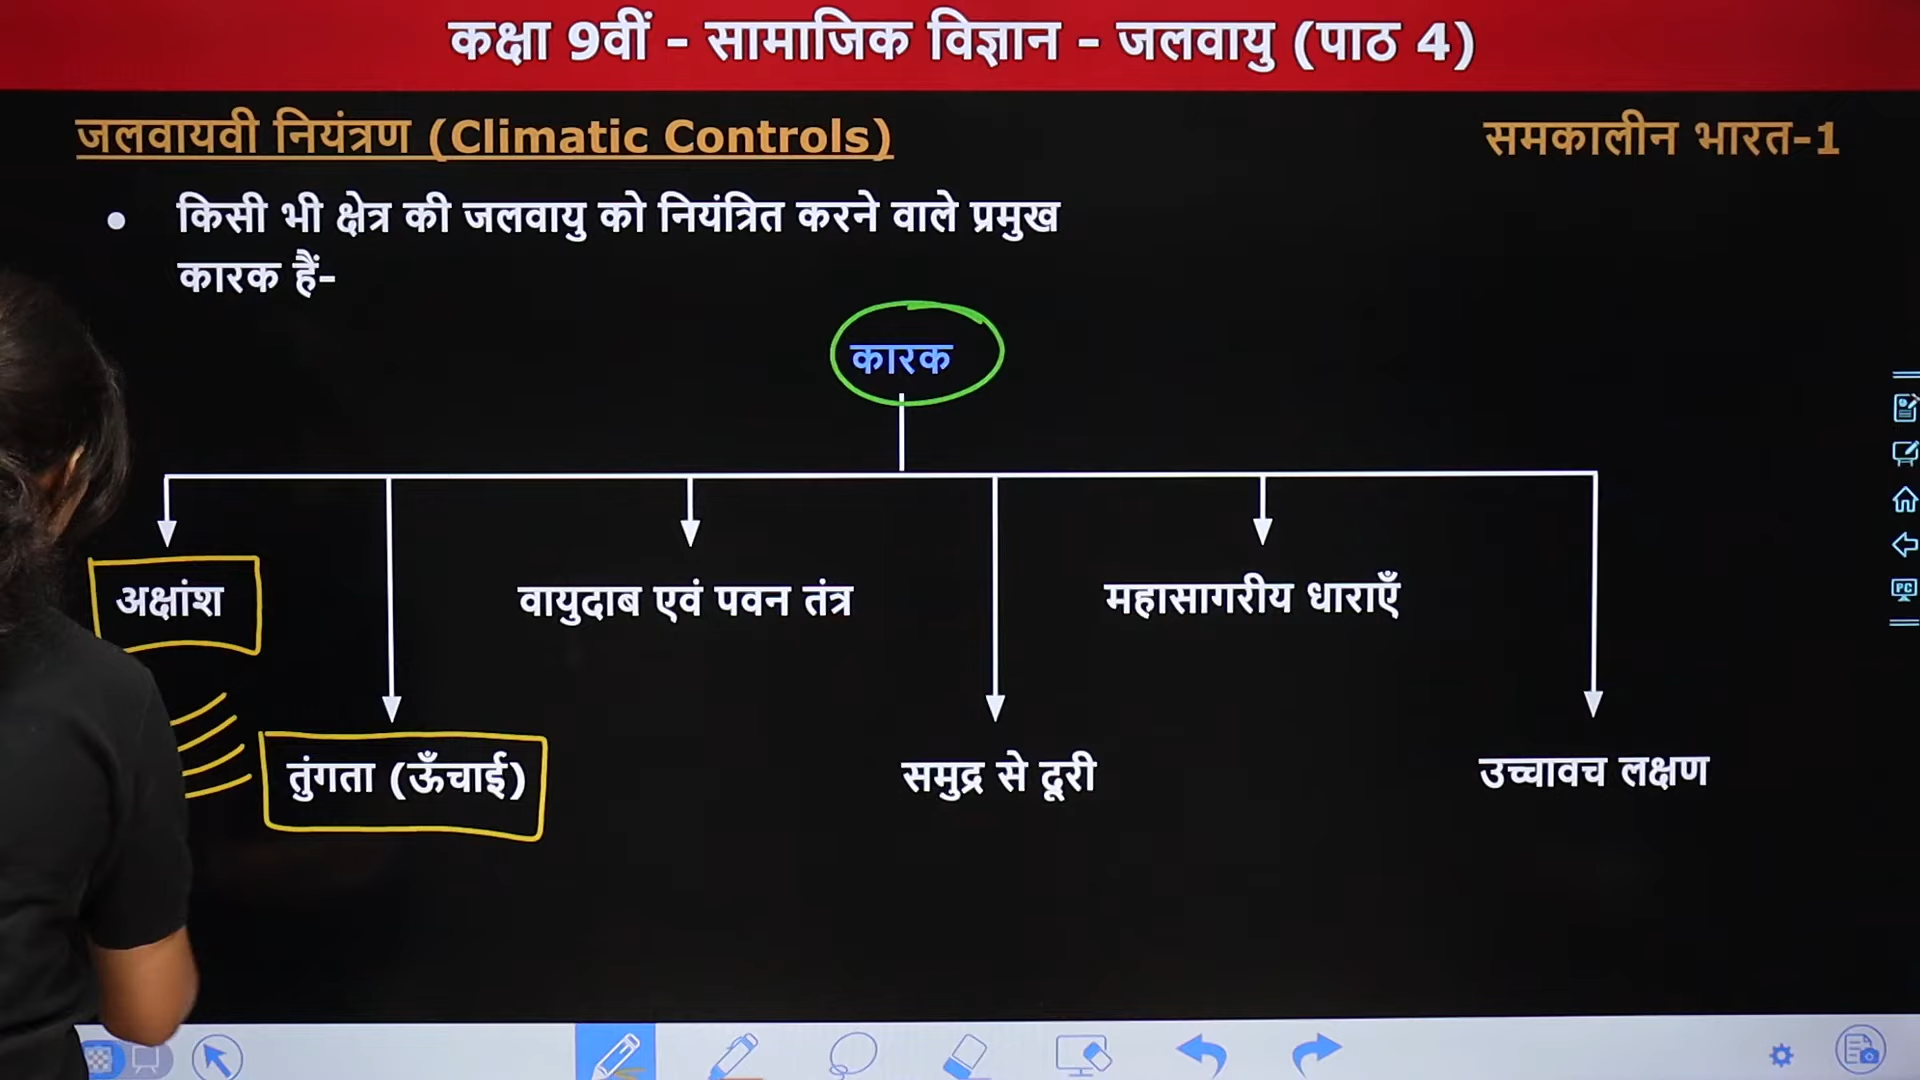 कक्षा 9वीं - सामाजिक विज्ञान - जलवायु (पाठ 4)
जलवायवी नियंत्रण (Climatic Controls)
समकालीन भारत-1
● किसी भी क्षेत्र की जलवायु को नियंत्रित करने वाले प्रमुख
कारक हैं-
कारक
अक्षांश
वायुदाब एवं पवन तंत्र
महासागरीय धाराएँ
तुंगता (ऊँचाई)
समुद्र से दूरी
उच्चावच लक्षण
PC